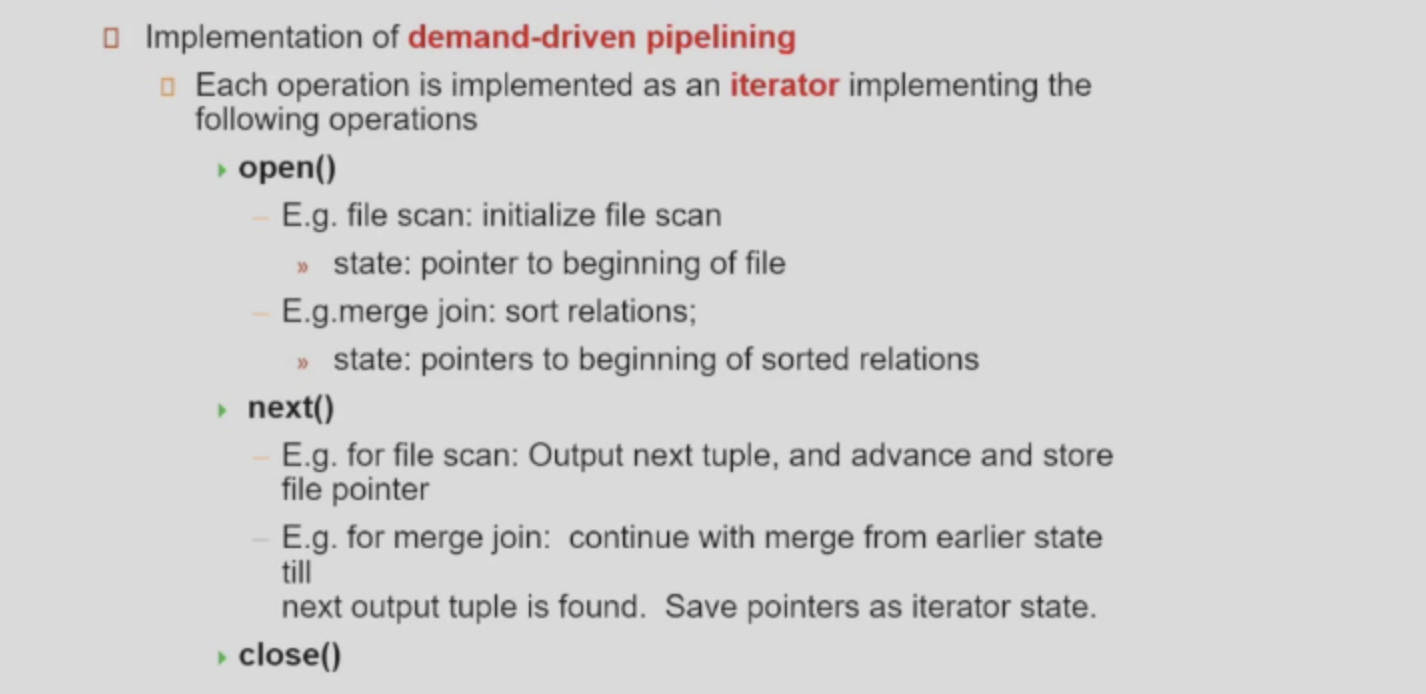 Implementation of demand-driven pipelining
Each operation is implemented as an iterator implementing the
following operations
open()
E.g. file scan: initialize file scan
state: pointer to beginning of file
E.g.merge join: sort relations;
state: pointers to beginning of sorted relations
next()
E.g. for file scan: Output next tuple, and advance and store
file pointer
E.g. for merge join: continue with merge from earlier state
till
next output tuple is found. Save pointers as iterator state.
close()